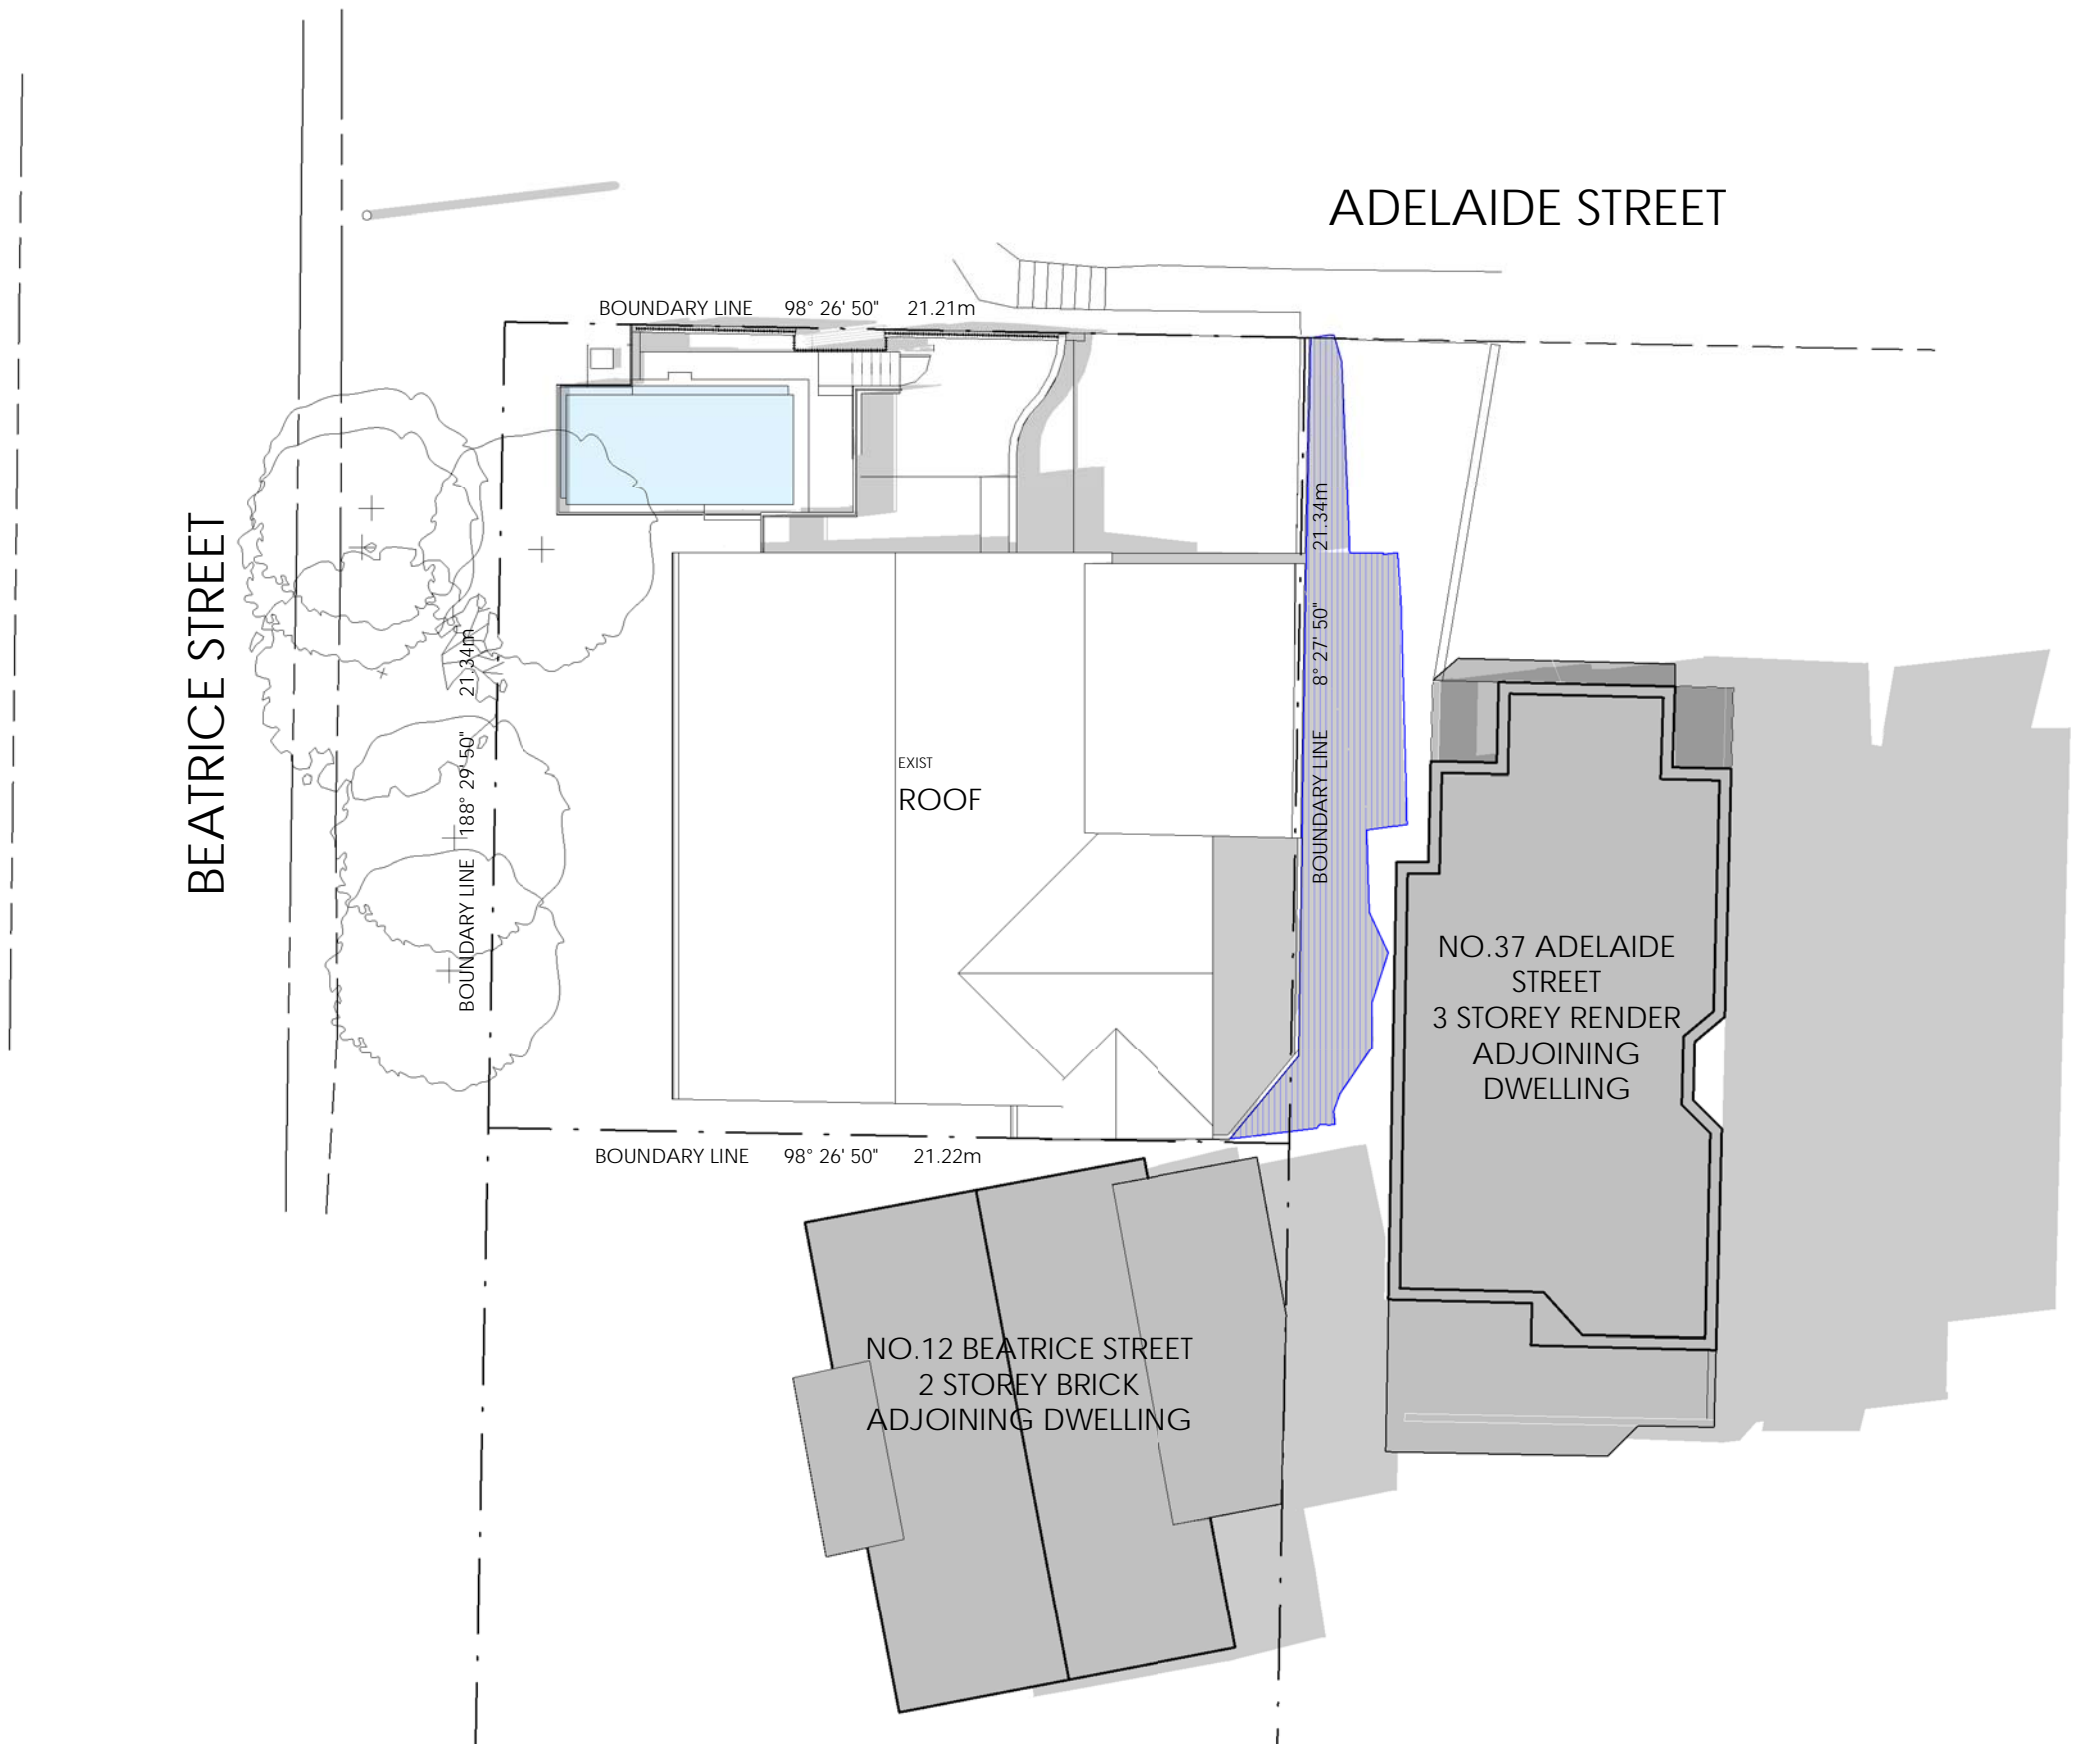 ADELAIDE STREET
BOUNDARY LINE 98° 26' 50" 21.21m
BEATRICE STREET
BOUNDARY LINE 188° 29' 50" 21.34m
EXIST
ROOF
BOUNDARY LINE 8° 27' 50" 21.34m
NO.37 ADELAIDE
STREET
3 STOREY RENDER
ADJOINING
DWELLING
BOUNDARY LINE 98° 26' 50" 21.22m
NO.12 BEATRICE STREET
2 STOREY BRICK
ADJOINING DWELLING